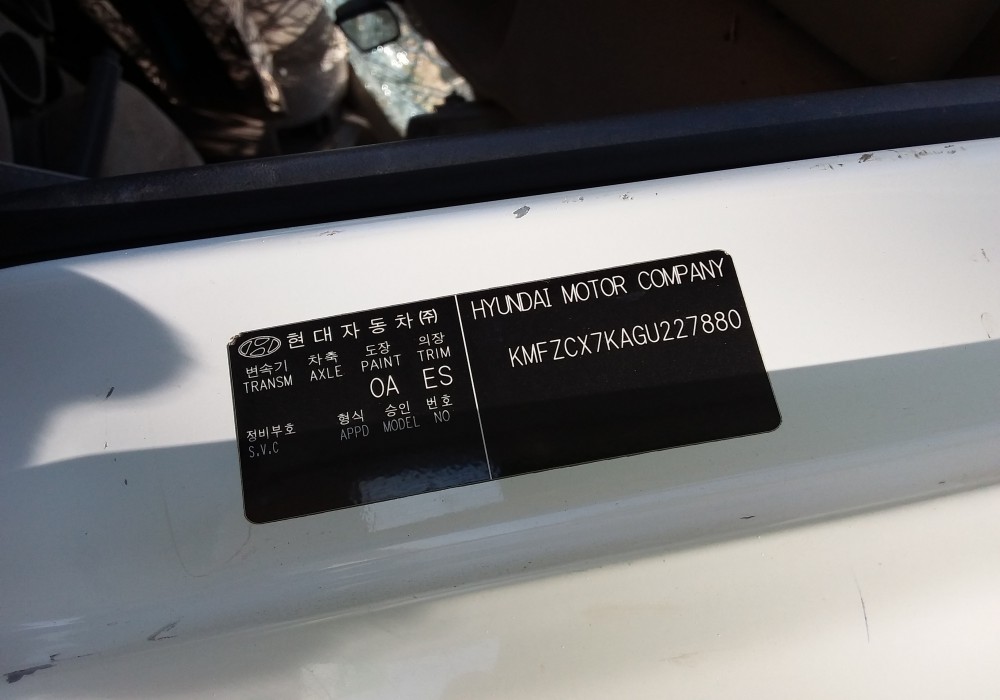 현대자동차㈜
변속기 차축 도장 의장
TRANSM AXLE PAINT TRIM
OA ES
정비부호 형식 승인 번호
S.V.C APPD MODEL NO
HYUNDAI MOTOR COMPANY
KMFZCX7KAGU227880